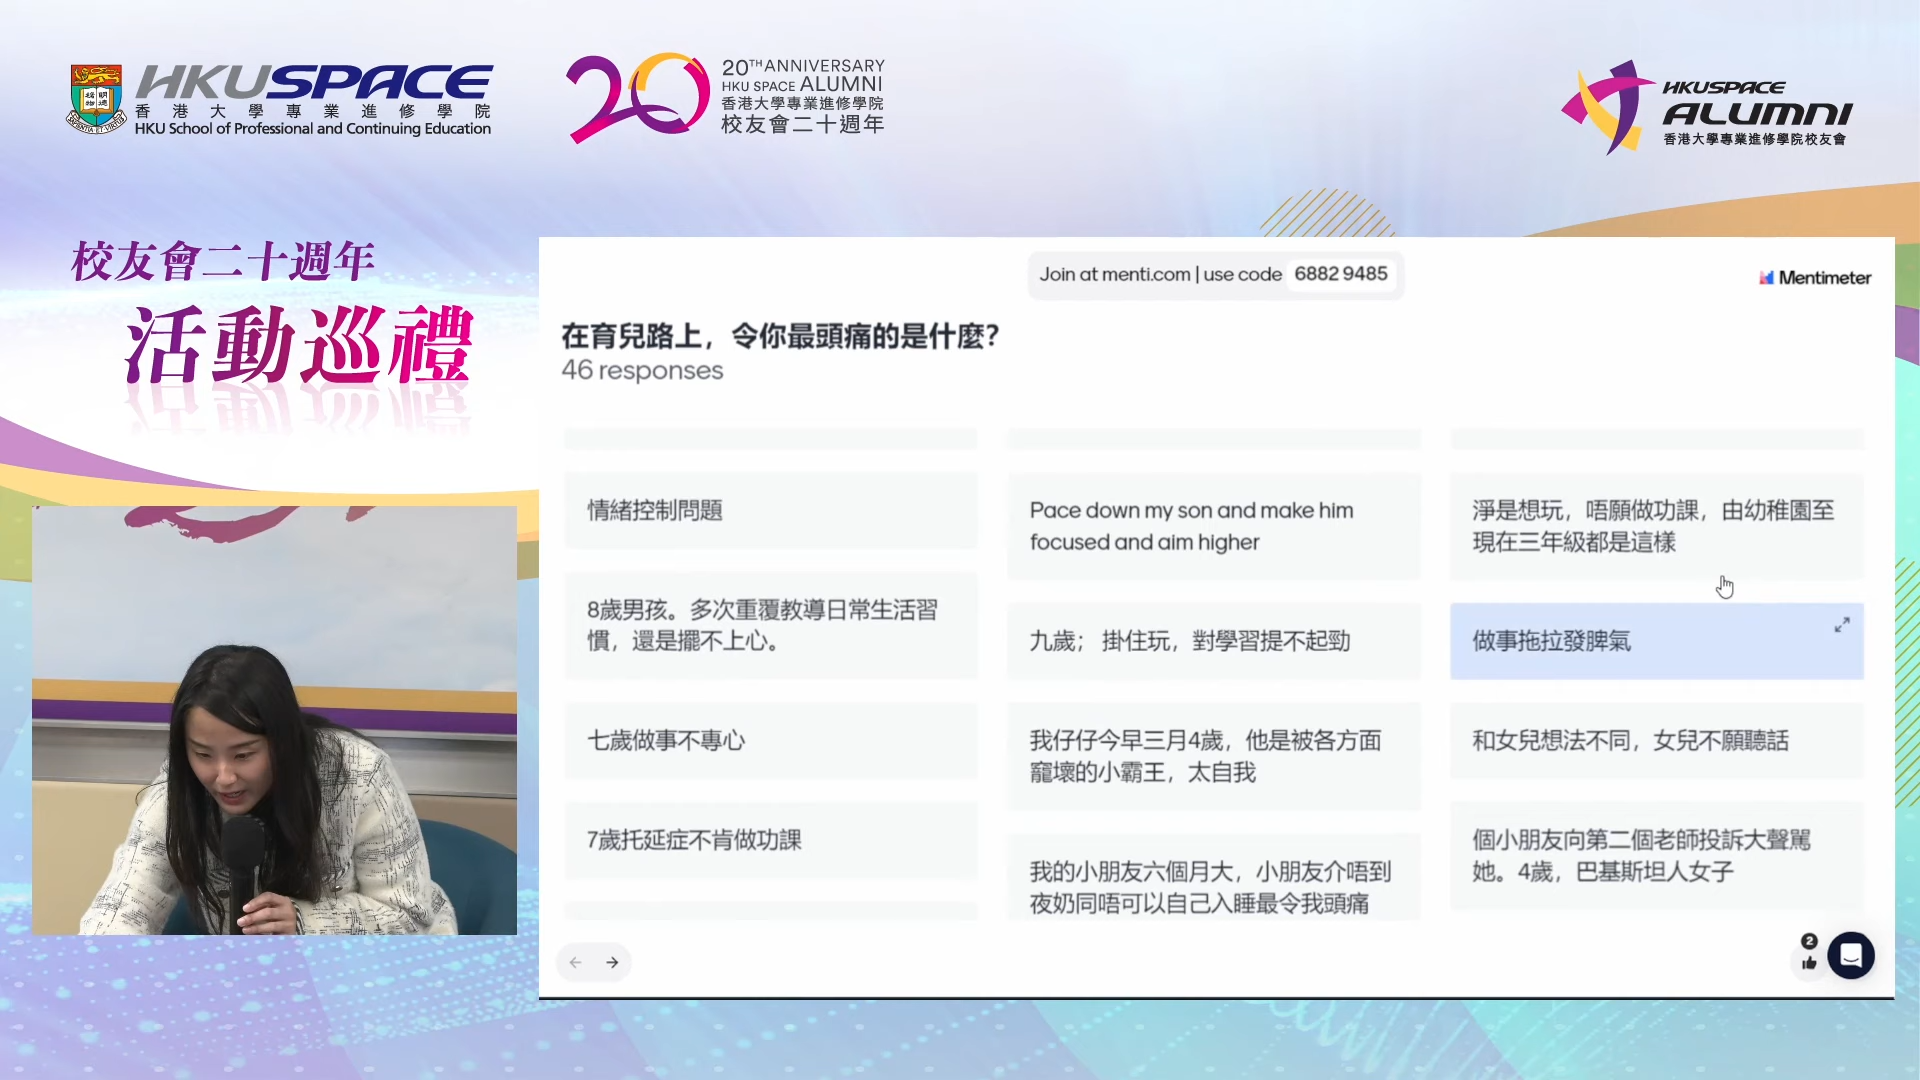 HKUSPACE
香港大學專業進修學院
HKU School of Professional and Continuing Education
20
20TH ANNIVERSARY
HKU SPACE ALUMNI
香港大學專業進修學院
校友會二十週年
HKUSPACE
ALUMNI
香港大學專業進修學院校友會
校友會二十週年
活動巡禮
Join at menti.com | use code 6882 9485
Mentimeter
在育兒路上，令你最頭痛的是什麼？
46 responses
情緒控制問題
8歲男孩。多次重覆教導日常生活習
慣，還是擺不上心。
七歲做事不專心
7歲托延症不肯做功課
Pace down my son and make him
focused and aim higher
九歲； 掛住玩，對學習提不起勁
我仔仔今早三月4歲，他是被各方面
寵壞的小霸王，太自我
我的小朋友六個月大，小朋友介唔到
夜奶同唔可以自己入睡最令我頭痛
淨是想玩，唔願做功課，由幼稚園至
現在三年級都是這樣
做事拖拉發脾氣
和女兒想法不同，女兒不願聽話
個小朋友向第二個老師投訴大聲罵
她。4歲，巴基斯坦人女子
2